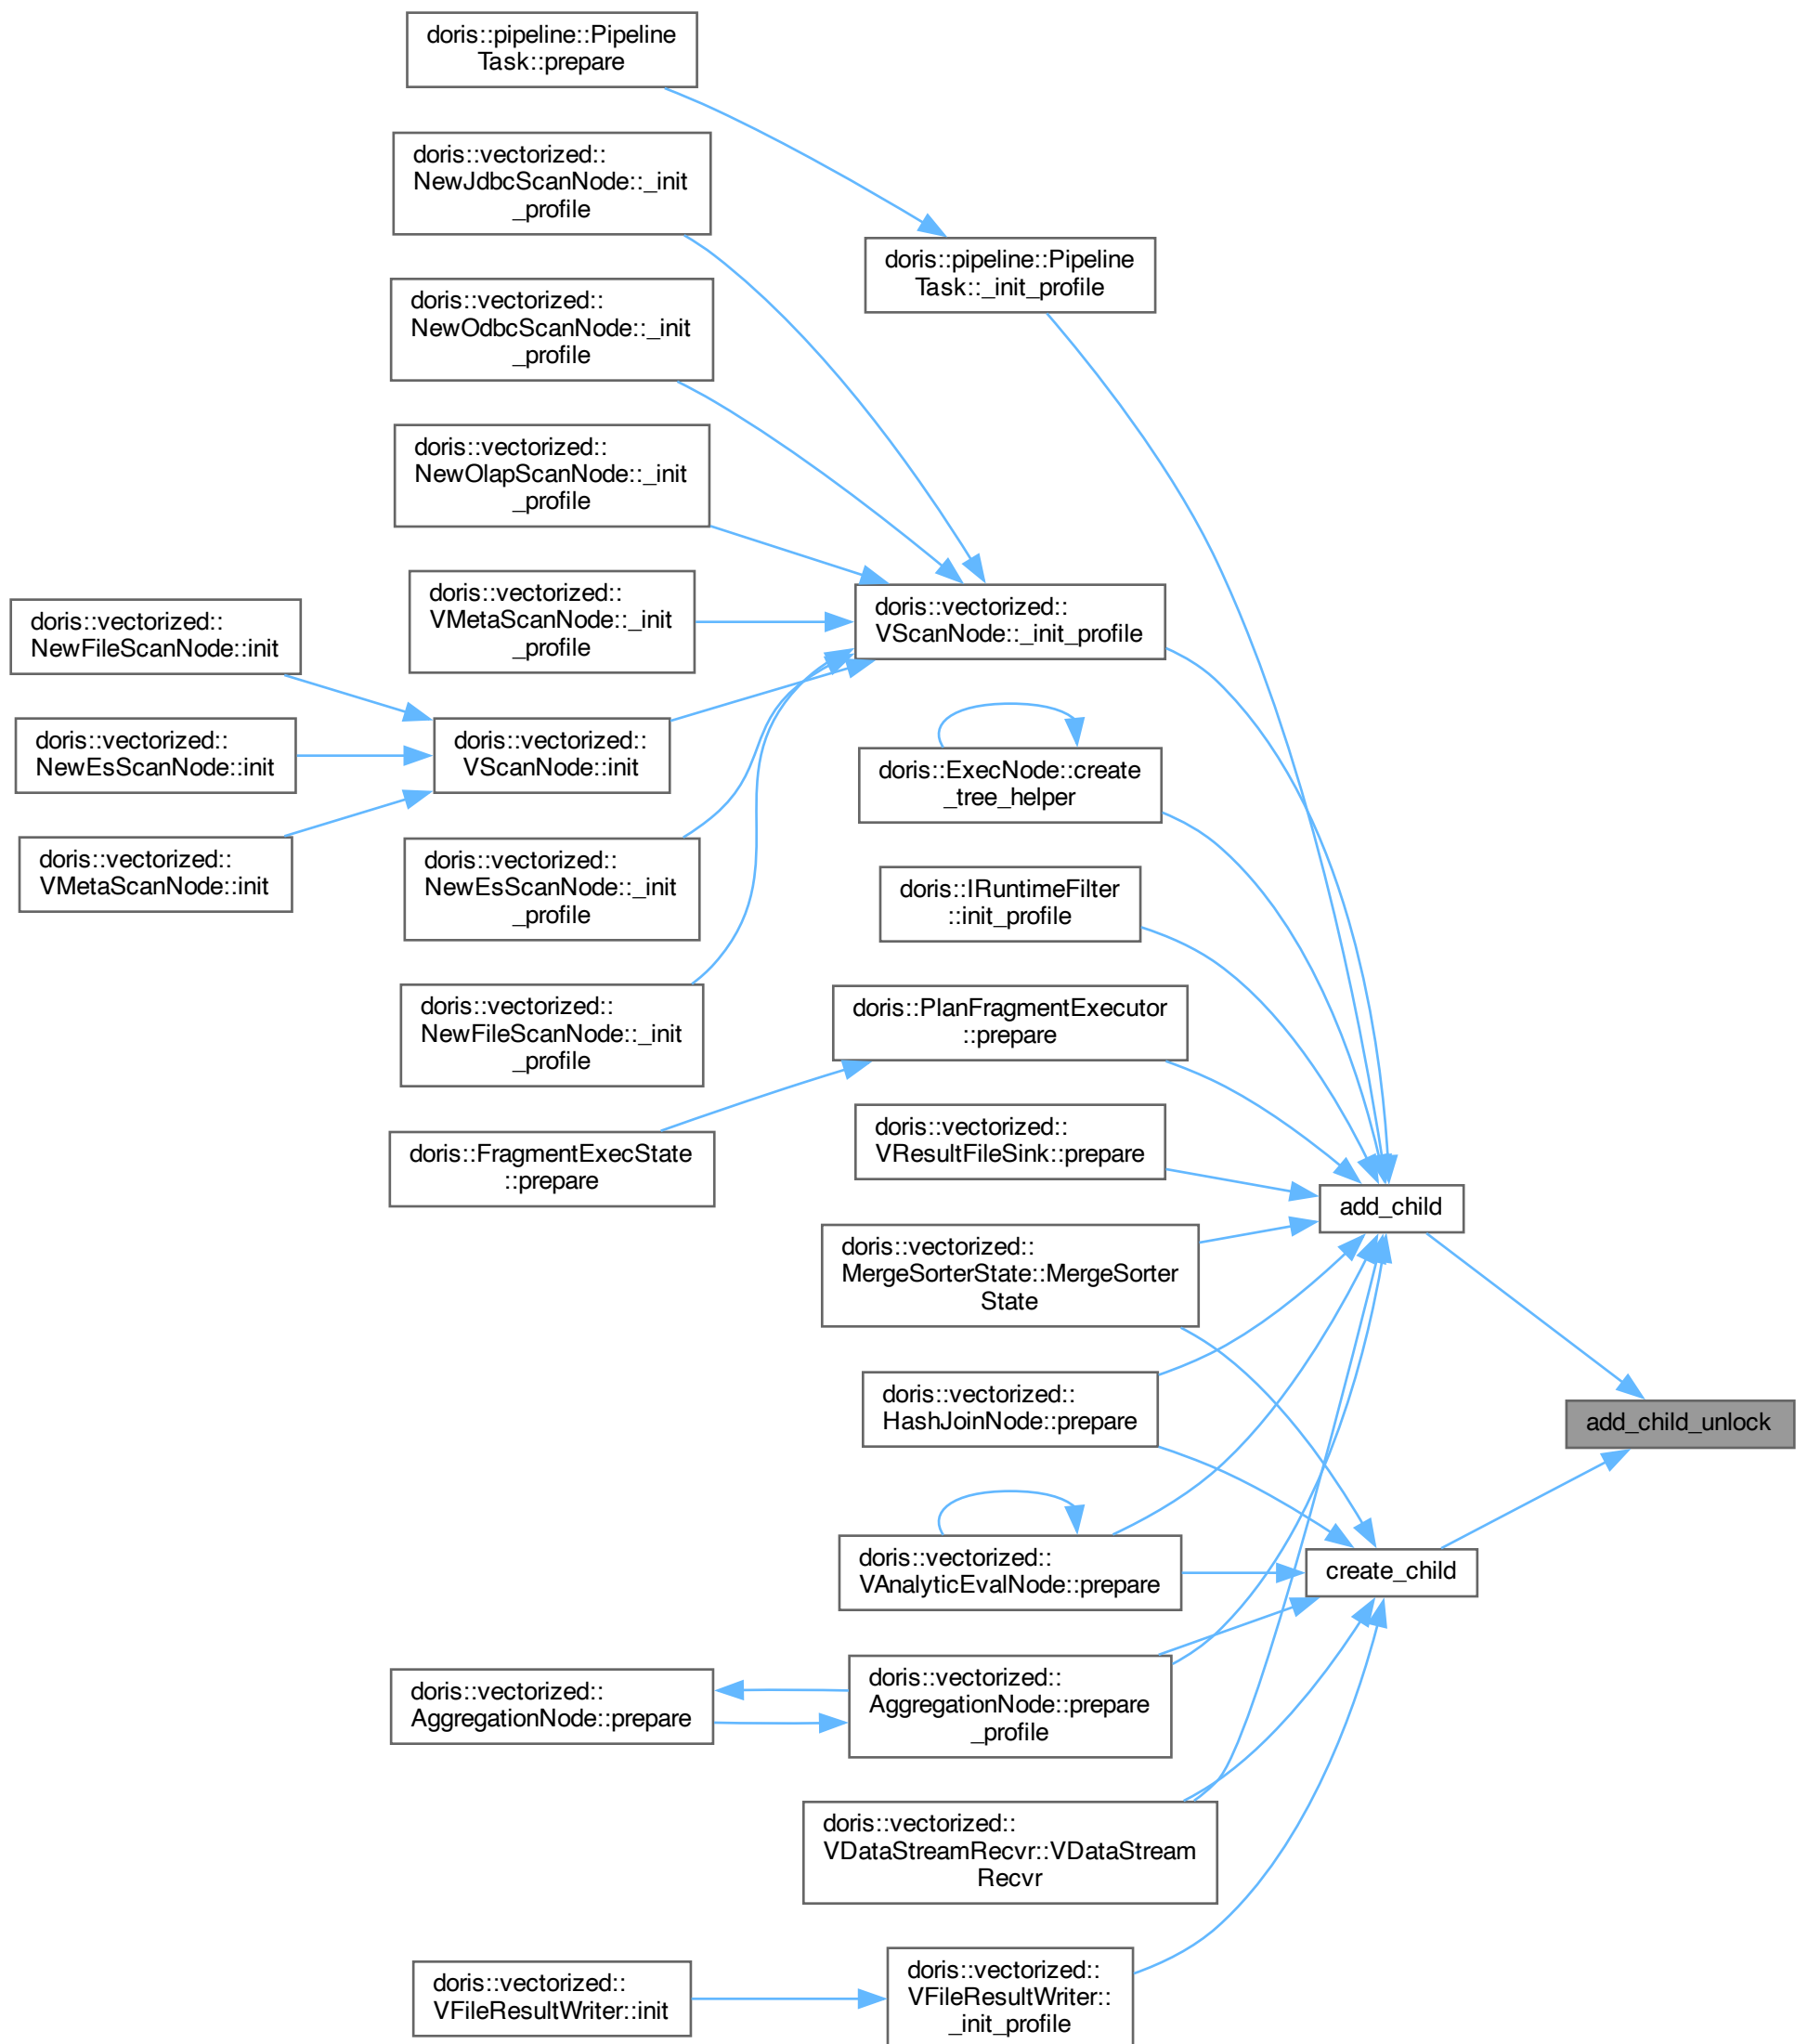 doris::pipeline::Pipeline
Task::prepare
doris::vectorized::
NewJdbcScanNode::_init
_profile
doris::pipeline::Pipeline
Task::_init_profile
doris::vectorized::
NewOdbcScanNode::_init
_profile
doris::vectorized::
NewOlapScanNode::_init
_profile
doris::vectorized::
VMetaScanNode::_init
_profile
doris::vectorized::
VScanNode::_init_profile
doris::vectorized::
NewFileScanNode::init
doris::vectorized::
NewEsScanNode::init
doris::vectorized::
VScanNode::init
doris::ExecNode::create
_tree_helper
doris::vectorized::
VMetaScanNode::init
doris::vectorized::
NewEsScanNode::_init
_profile
doris::IRuntimeFilter
::init_profile
doris::vectorized::
NewFileScanNode::_init
_profile
doris::PlanFragmentExecutor
::prepare
doris::FragmentExecState
::prepare
doris::vectorized::
VResultFileSink::prepare
add_child
doris::vectorized::
MergeSorterState::MergeSorter
State
doris::vectorized::
HashJoinNode::prepare
add_child_unlock
doris::vectorized::
VAnalyticEvalNode::prepare
create_child
doris::vectorized::
AggregationNode::prepare
doris::vectorized::
AggregationNode::prepare
_profile
doris::vectorized::
VDataStreamRecvr::VDataStream
Recvr
doris::vectorized::
VFileResultWriter::init
doris::vectorized::
VFileResultWriter::
_init_profile